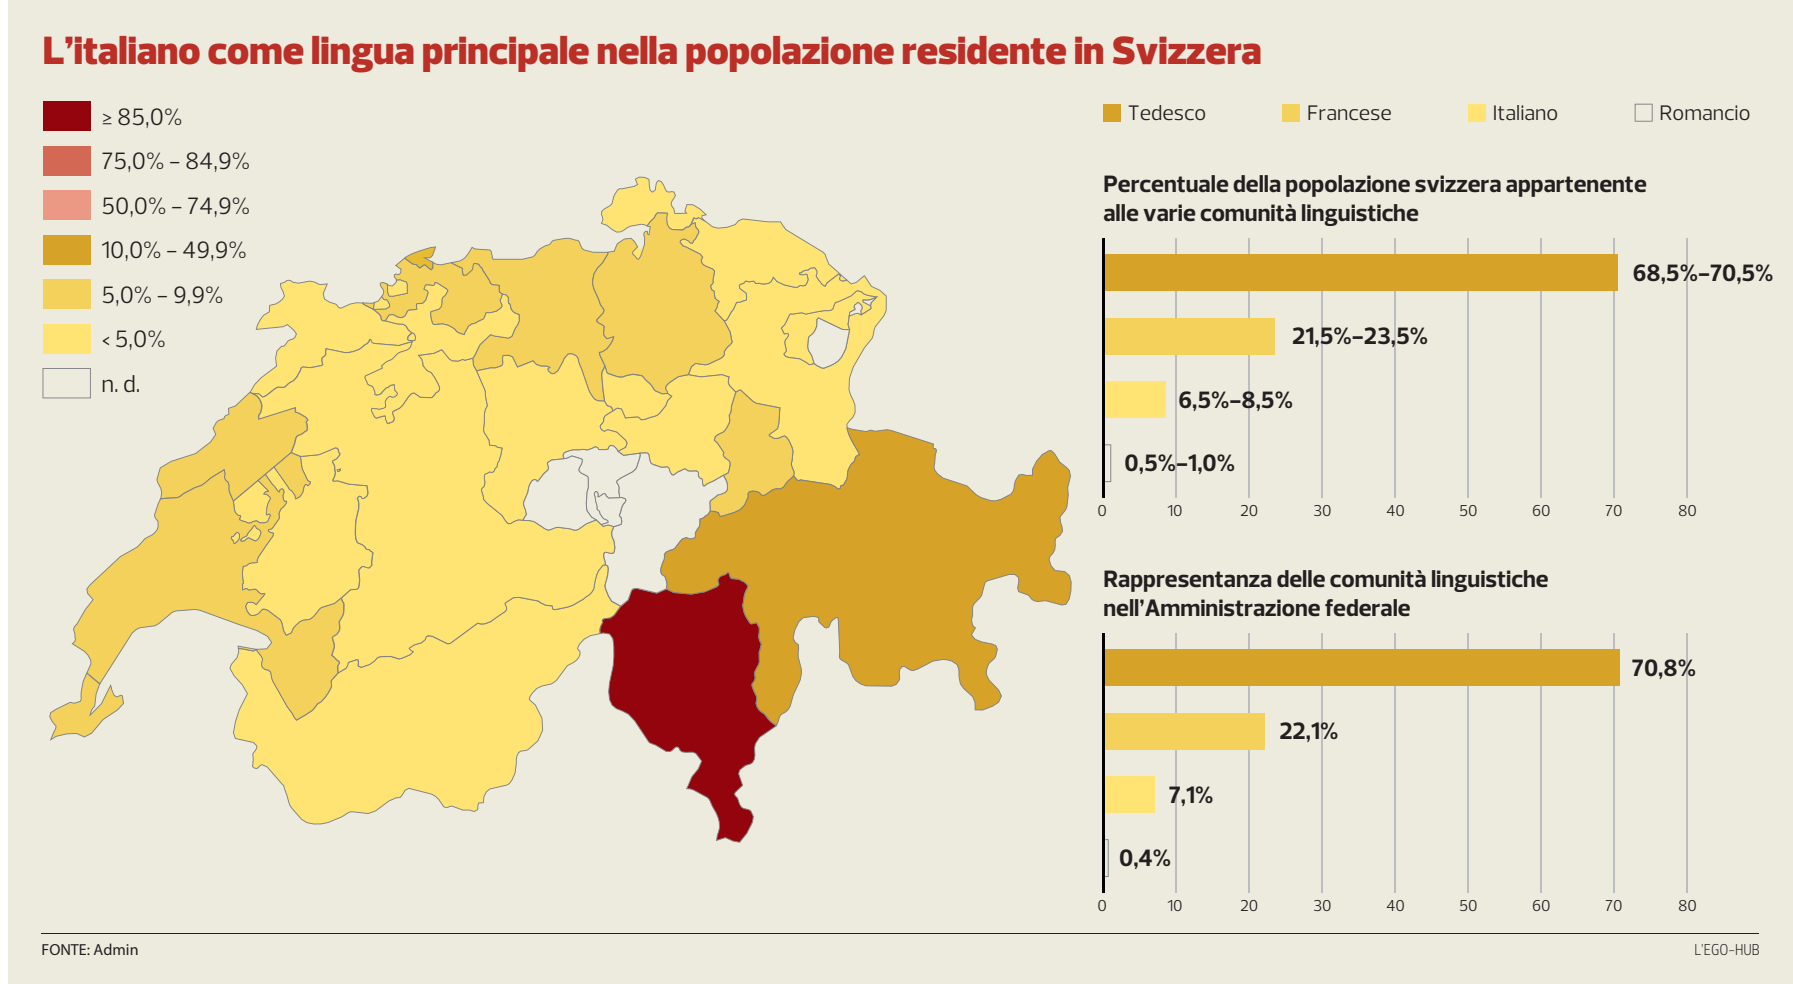 L’italiano come lingua principale nella popolazione residente in Svizzera
≥ 85,0%
75,0% – 84,9%
50,0% – 74,9%
10,0% – 49,9%
5,0% – 9,9%
< 5,0%
n. d.
Tedesco Francese Italiano Romancio
Percentuale della popolazione svizzera appartenente
alle varie comunità linguistiche
68,5%–70,5%
21,5%–23,5%
6,5%–8,5%
0,5%–1,0%
0 10 20 30 40 50 60 70 80
Rappresentanza delle comunità linguistiche
nell’Amministrazione federale
70,8%
22,1%
7,1%
0,4%
0 10 20 30 40 50 60 70 80
FONTE: Admin
L’EGO-HUB